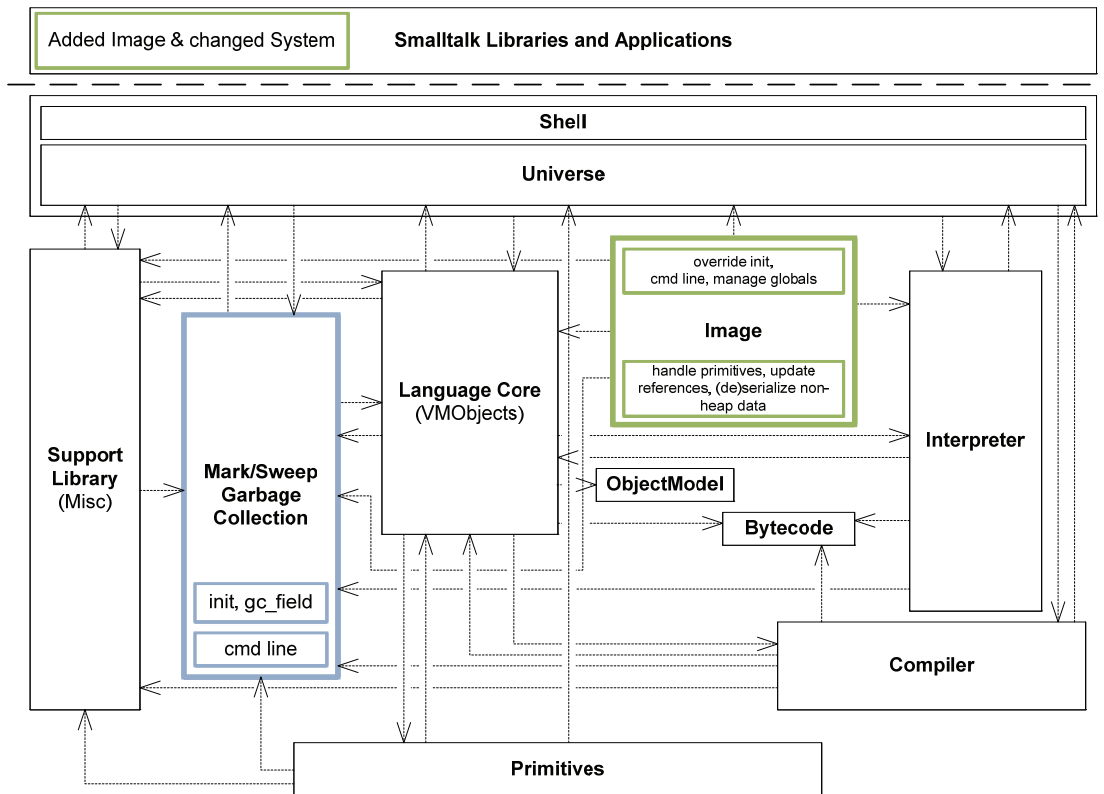 Added Image & changed System
Smalltalk Libraries and Applications
Shell
Universe
override init,
cmd line, manage globals
Image
handle primitives, update
references, (de)serialize non-
heap data
Language Core
(VMObjects)
Interpreter
Support
Library
(Misc)
Mark/Sweep
Garbage
Collection
ObjectModel
Bytecode
init, gc_field
cmd line
Compiler
Primitives